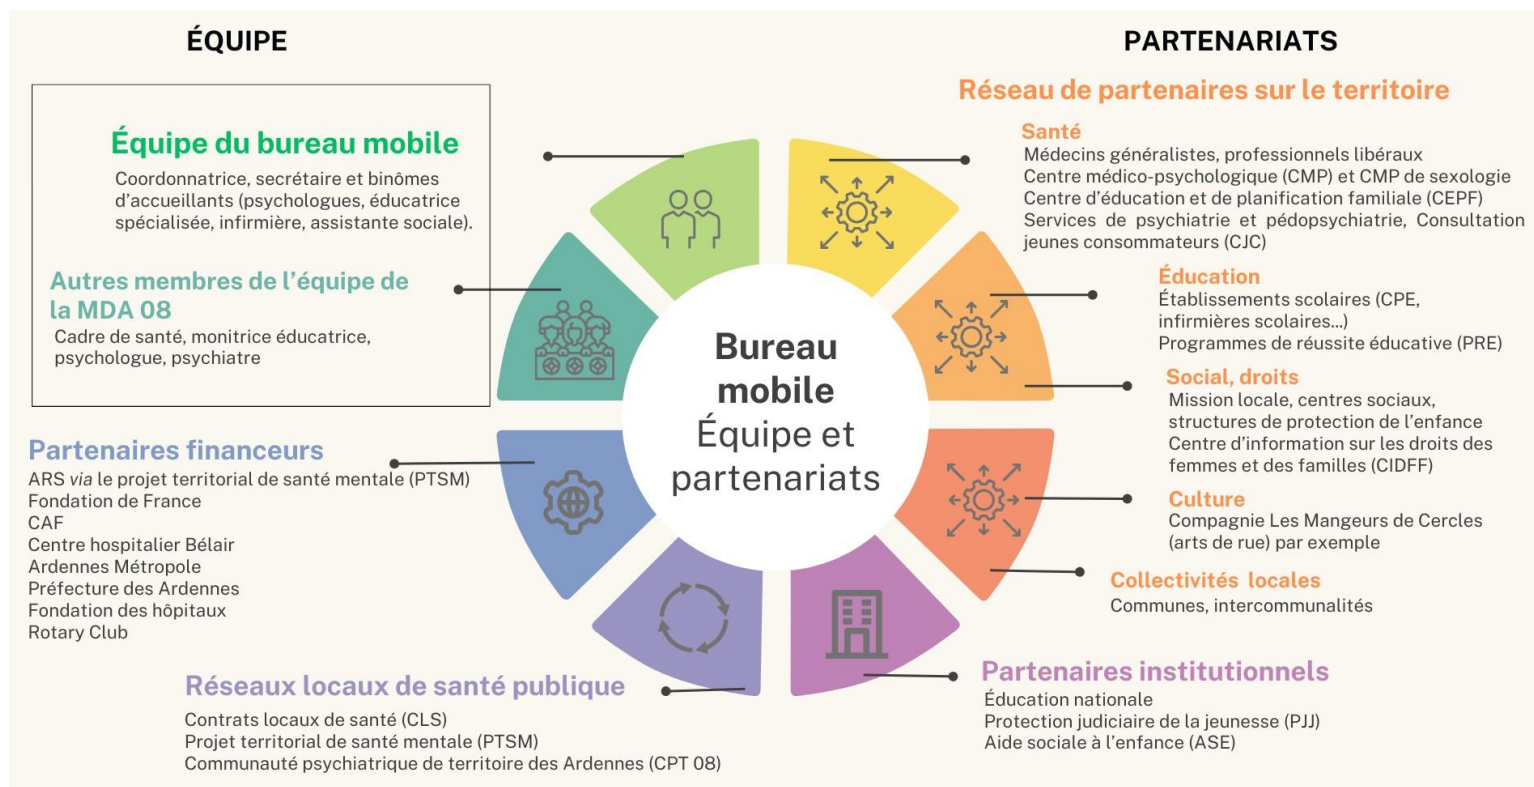 ÉQUIPE
Équipe du bureau mobile
Coordonnatrice, secrétaire et binômes
d’accueillants (psychologues, éducatrice
spécialisée, infirmière, assistante sociale).
Autres membres de l’équipe de
la MDA 08
Cadre de santé, monitrice éducatrice,
psychologue, psychiatre
Partenaires financeurs
ARS via le projet territorial de santé mentale (PTSM)
Fondation de France
CAF
Centre hospitalier Bélair
Ardennes Métropole
Préfecture des Ardennes
Fondation des hôpitaux
Rotary Club
Réseaux locaux de santé publique
Contrats locaux de santé (CLS)
Projet territorial de santé mentale (PTSM)
Communauté psychiatrique de territoire des Ardennes (CPT 08)
Bureau
mobile
Équipe et
partenariats
PARTENARIATS
Réseau de partenaires sur le territoire
Santé
Médecins généralistes, professionnels libéraux
Centre médico-psychologique (CMP) et CMP de sexologie
Centre d’éducation et de planification familiale (CEPF)
Services de psychiatrie et pédopsychiatrie, Consultation
jeunes consommateurs (CJC)
Éducation
Établissements scolaires (CPE,
infirmières scolaires...)
Programmes de réussite éducative (PRE)
Social, droits
Mission locale, centres sociaux,
structures de protection de l’enfance
Centre d’information sur les droits des
femmes et des familles (CIDFF)
Culture
Compagnie Les Mangeurs de Cercles
(arts de rue) par exemple
Collectivités locales
Communes, intercommunalités
Partenaires institutionnels
Éducation nationale
Protection judiciaire de la jeunesse (PJJ)
Aide sociale à l’enfance (ASE)